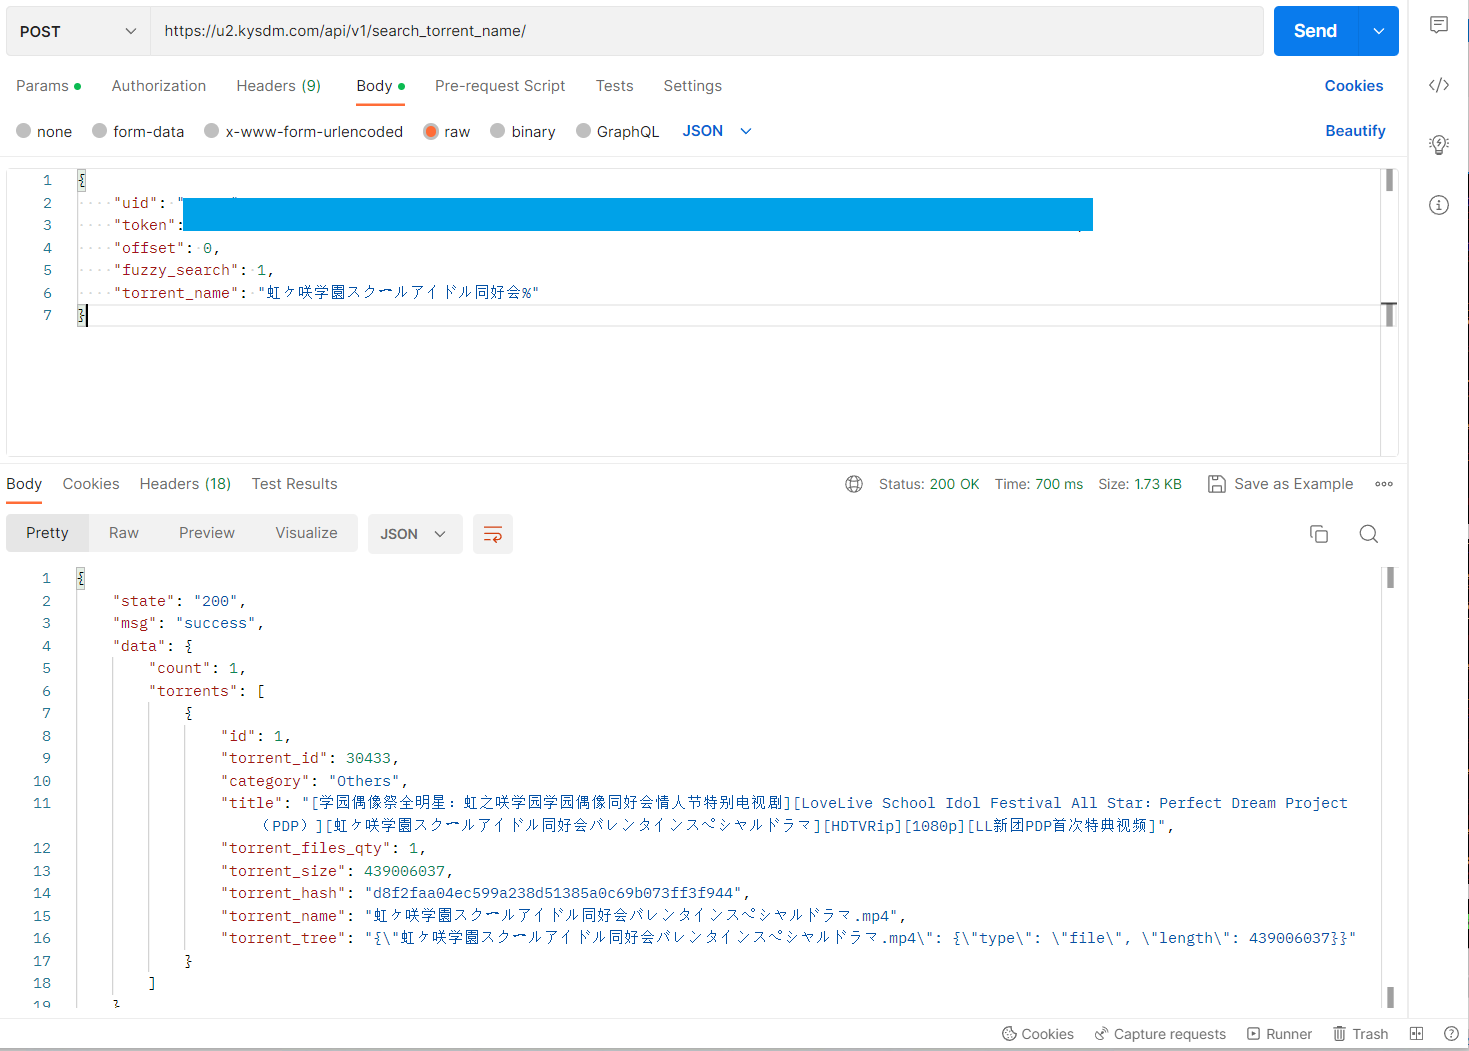 POST https://u2.kysdm.com/api/v1/search_torrent_name/ Send
Params Authorization Headers (9) Body Pre-request Script Tests Settings Cookies
none form-data x-www-form-urlencoded raw binary GraphQL JSON Beautify
1 {
2 "uid": "
3 "token":
4 "offset": 0,
5 "fuzzy_search": 1,
6 "torrent_name": "虹ヶ咲学園スクールアイドル同好会%"
7 }
Body Cookies Headers (18) Test Results Status: 200 OK Time: 700 ms Size: 1.73 KB Save as Example
Pretty Raw Preview Visualize JSON
1 {
2 "state": "200",
3 "msg": "success",
4 "data": {
5 "count": 1,
6 "torrents": [
7 {
8 "id": 1,
9 "torrent_id": 30433,
10 "category": "Others",
11 "title": "[学园偶像祭全明星：虹之咲学园学园偶像同好会情人节特别电视剧][LoveLive School Idol Festival All Star：Perfect Dream Project
（PDP）][虹ヶ咲学園スクールアイドル同好会バレンタインスペシャルドラマ][HDTVRip][1080p][LL新团PDP首次特典视频]",
12 "torrent_files_qty": 1,
13 "torrent_size": 439006037,
14 "torrent_hash": "d8f2faa04ec599a238d51385a0c69b073ff3f944",
15 "torrent_name": "虹ヶ咲学園スクールアイドル同好会バレンタインスペシャルドラマ.mp4",
16 "torrent_tree": "{\"虹ヶ咲学園スクールアイドル同好会バレンタインスペシャルドラマ.mp4\": {\"type\": \"file\", \"length\": 439006037}}"
17 }
18 ]
19 }
Cookies Capture requests Runner Trash